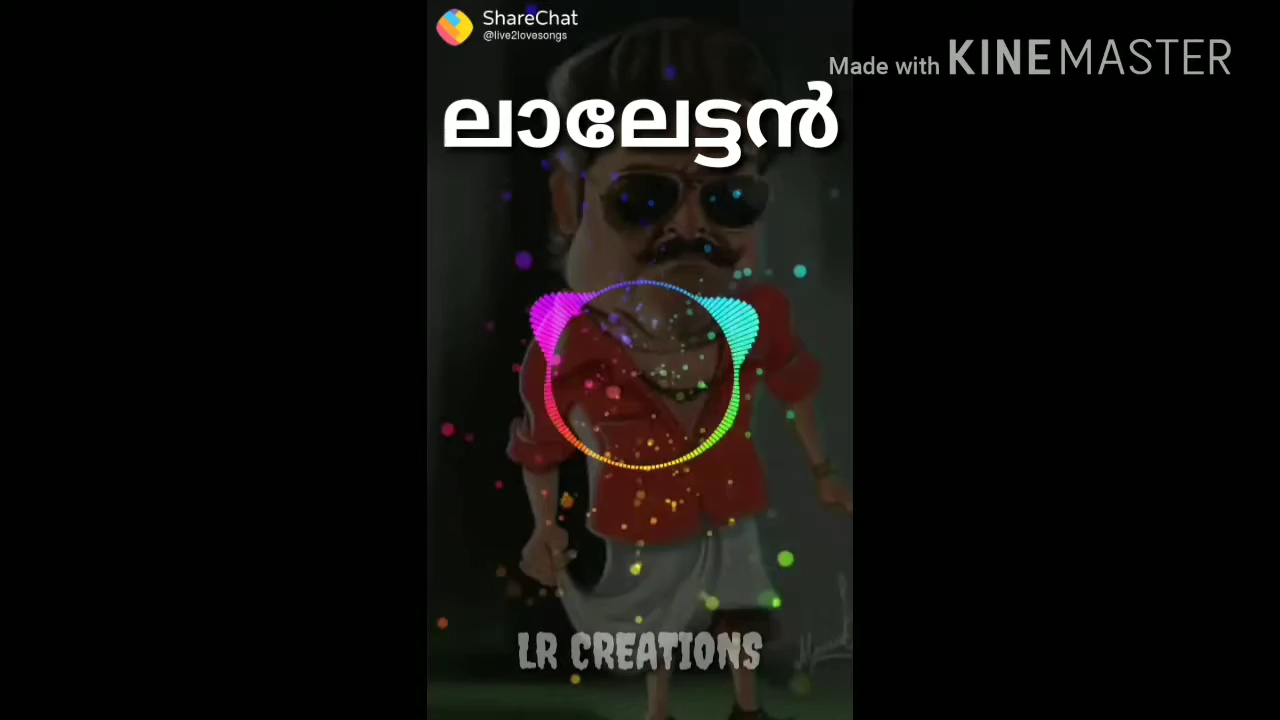 ShareChat
@live2lovesongs
Made with KINEMASTER
ലാലേട്ടൻ
LR CREATIONS